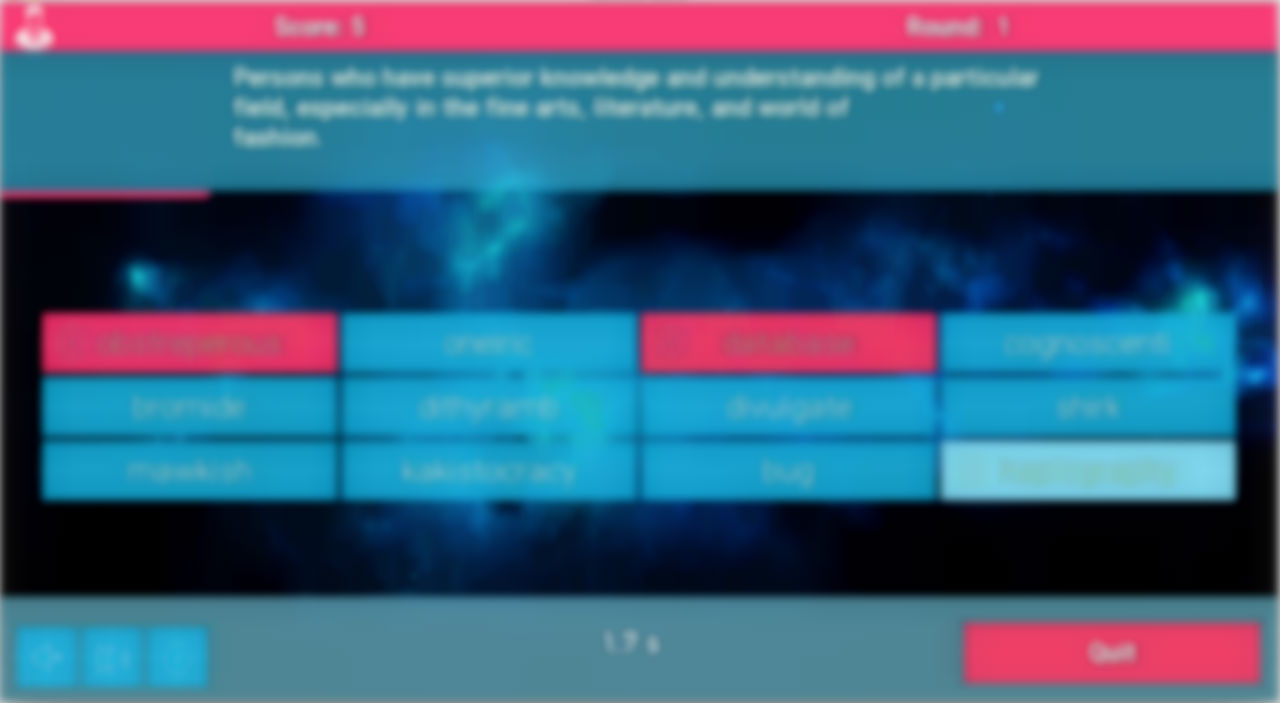 Score: 5 Round: 1
Persons who have superior knowledge and understanding of a particular
field, especially in the fine arts, literature, and world of
fashion.
obstreperous oneiric database cognoscenti
bromide dithyramb divulgate shirk
mawkish kakistocracy bug haplography
1.7 s Quit